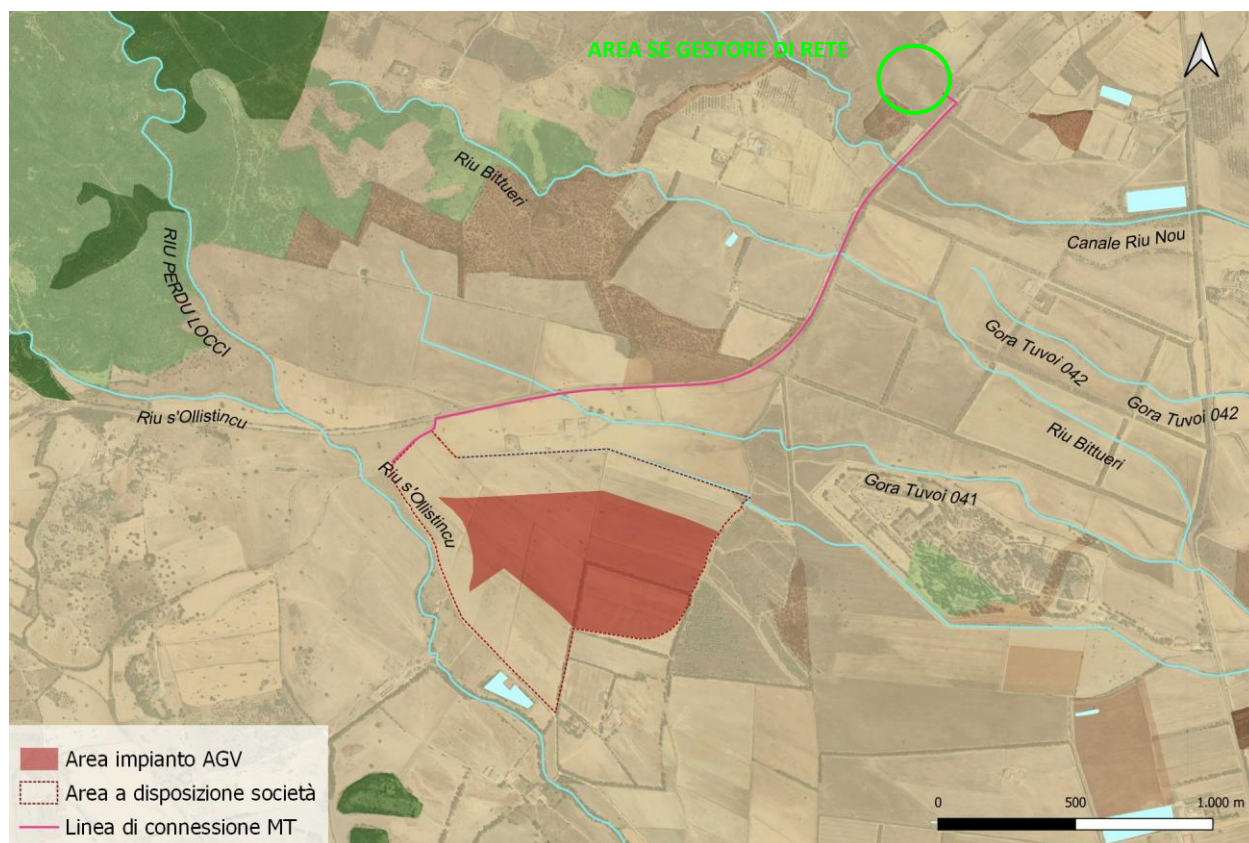 AREA SE GESTORE DI RETE
Riu Bittueri
RIU PERDU LOCCI
Canale Riu Nou
Gora Tuvoi 042
Gora Tuvoi 042
Riu s'Ollistincu
Riu Bittueri
Riu s'Ollistincu
Gora Tuvoi 041
Area impianto AGV
Area a disposizione società
Linea di connessione MT
0 500 1.000 m